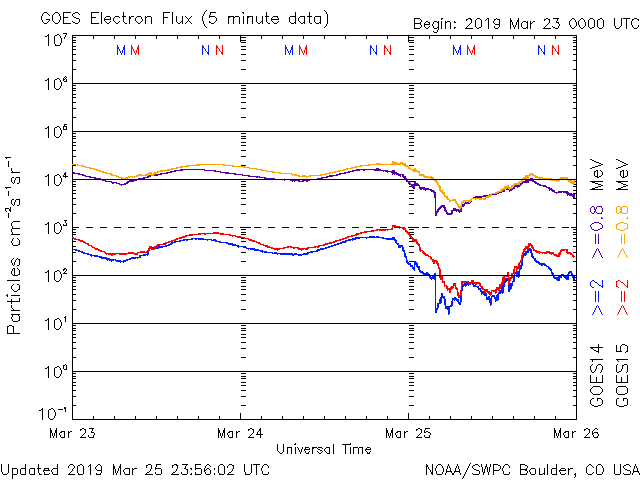 GOES Electron Flux (5 minute data)
Begin: 2019 Mar 23 0000 UTC
M M N N M M N N M M N N
10⁷
10⁶
10⁵
10⁴
10³
10²
10¹
10⁰
10⁻¹
Particles cm⁻²s⁻¹sr⁻¹
Mar 23 Mar 24 Mar 25 Mar 26
Universal Time
GOES14 >=2 >=0.8 MeV
GOES15 >=2 >=0.8 MeV
Updated 2019 Mar 25 23:56:02 UTC
NOAA/SWPC Boulder, CO USA